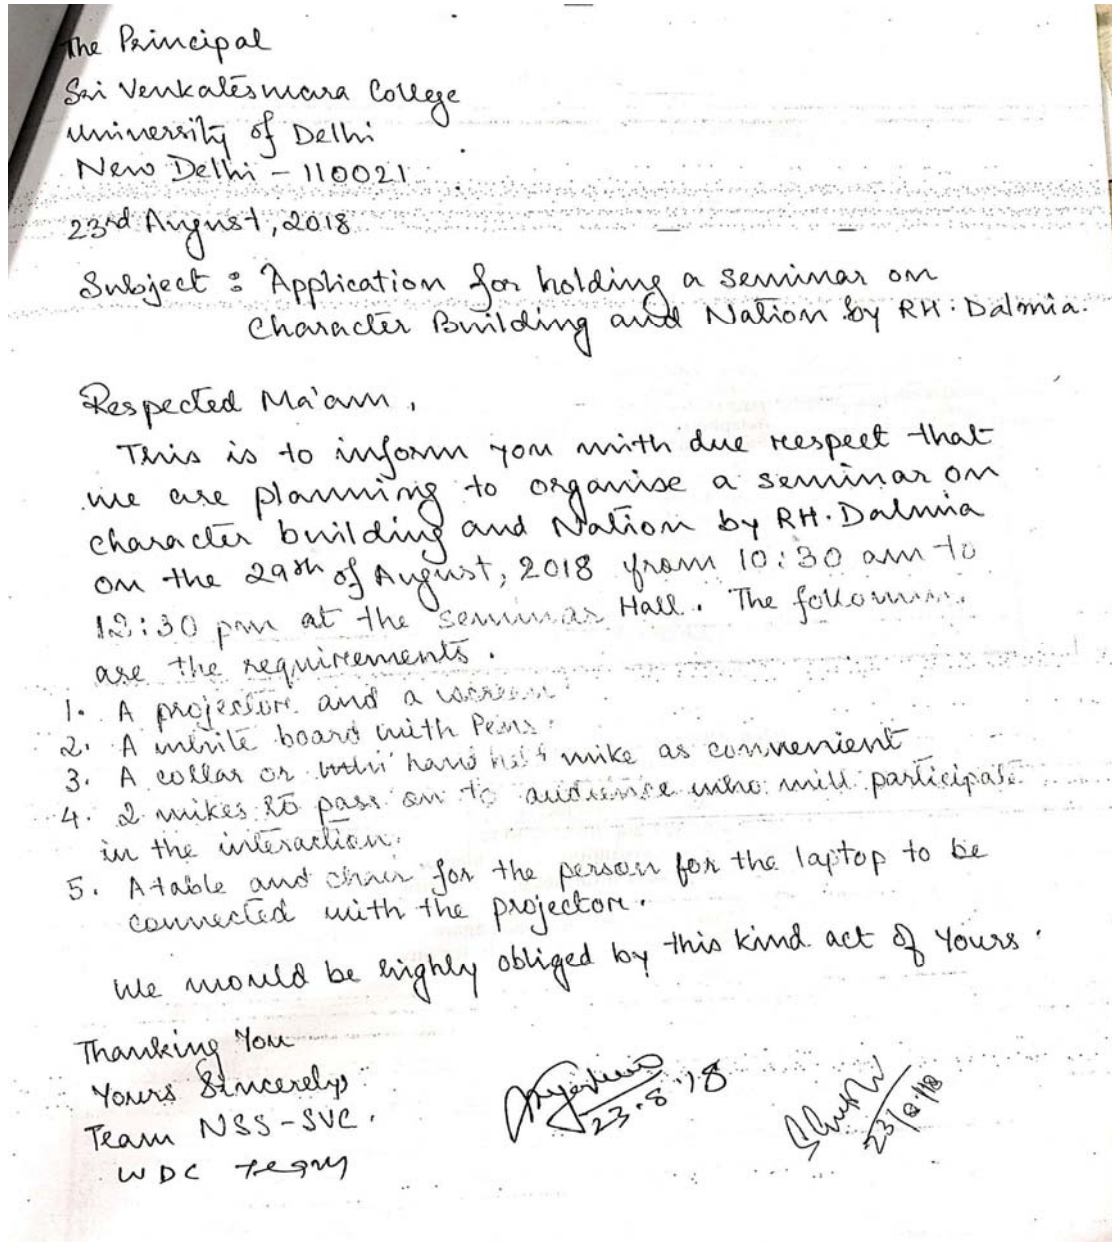 The Principal
Sri Venkateswara College
University of Delhi
New Delhi - 110021
23rd August, 2018
Subject : Application for holding a seminar on
Character Building and Nation by RH. Dalmia.
Respected Ma'am,
This is to inform you with due respect that
we are planning to organise a seminar on
character building and Nation by RH. Dalmia
on the 29th of August, 2018 from 10:30 am to
12:30 pm at the seminar Hall. The following
are the requirements.
1. A projector and a screen
2. A white board with Pens.
3. A collar or hand held mike as convenient
4. 2 mikes to pass on to audience who will participate
in the interaction.
5. A table and chair for the person for the laptop to be
connected with the projector.
We would be highly obliged by this kind act of Yours.
Thanking You
Yours Sincerely
Team NSS-SVC.
WDC Team
23.8.'18
23/8/18